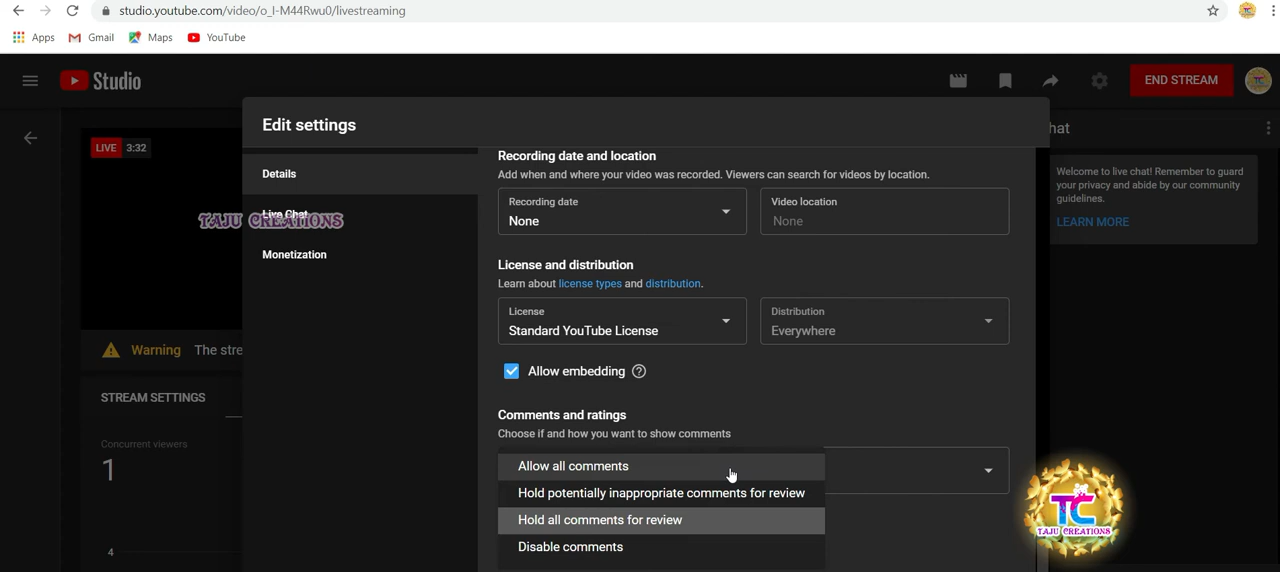 studio.youtube.com/video/o_I-M44Rwu0/livestreaming
Apps Gmail Maps YouTube
Studio
END STREAM
TC
Edit settings
hat
LIVE 3:32
Details
Live Chat
TAJU CREATIONS
Monetization
Warning The stre
STREAM SETTINGS
Concurrent viewers
1
4
Recording date and location
Add when and where your video was recorded. Viewers can search for videos by location.
Recording date
None
Video location
None
License and distribution
Learn about license types and distribution.
License
Standard YouTube License
Distribution
Everywhere
Allow embedding
Comments and ratings
Choose if and how you want to show comments
Allow all comments
Hold potentially inappropriate comments for review
Hold all comments for review
Disable comments
Welcome to live chat! Remember to guard
your privacy and abide by our community
guidelines.
LEARN MORE
TC
TAJU CREATIONS